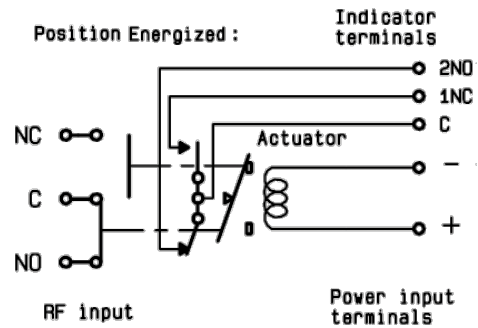 Position Energized :
Indicator
terminals
2NO
1NC
C
NC
Actuator
-
C
+
NO
RF input
Power input
terminals